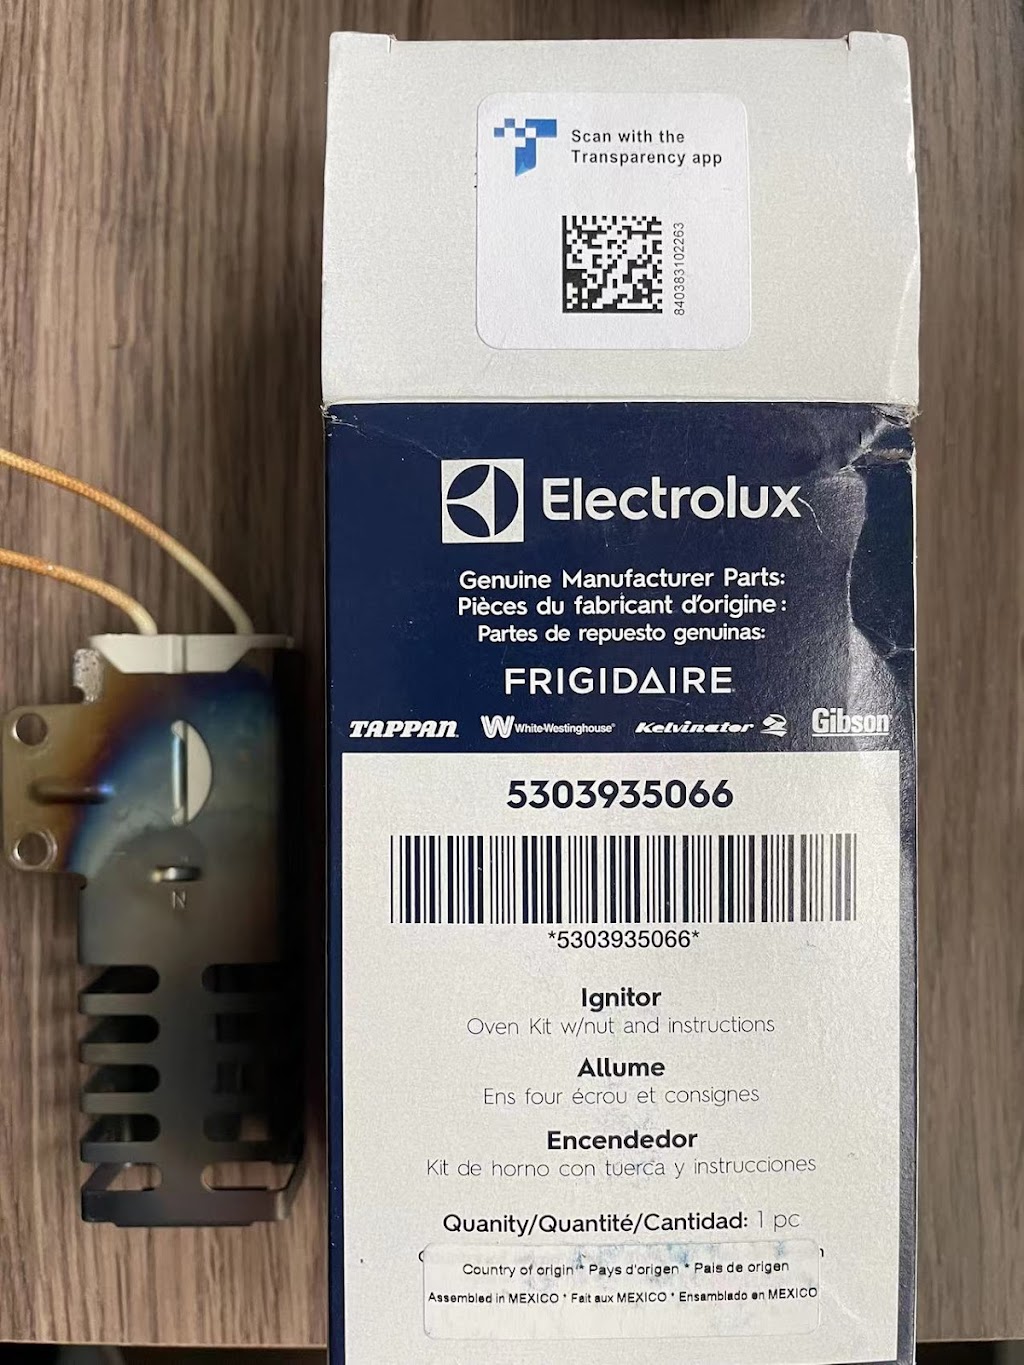 Scan with the
Transparency app
840383102263
Electrolux
Genuine Manufacturer Parts:
Pièces du fabricant d'origine :
Partes de repuesto genuinas:
FRIGIDAIRE
TAPPAN. White-Westinghouse® Kelvinator Gibson
5303935066
*5303935066*
Ignitor
Oven Kit w/nut and instructions
Allume
Ens four écrou et consignes
Encendedor
Kit de horno con tuerca y instrucciones
Quanity/Quantité/Cantidad: 1 pc
Country of origin * Pays d'origen * Pais de origen
Assembled in MEXICO * Fait aux MEXICO * Ensamblado en MEXICO
N